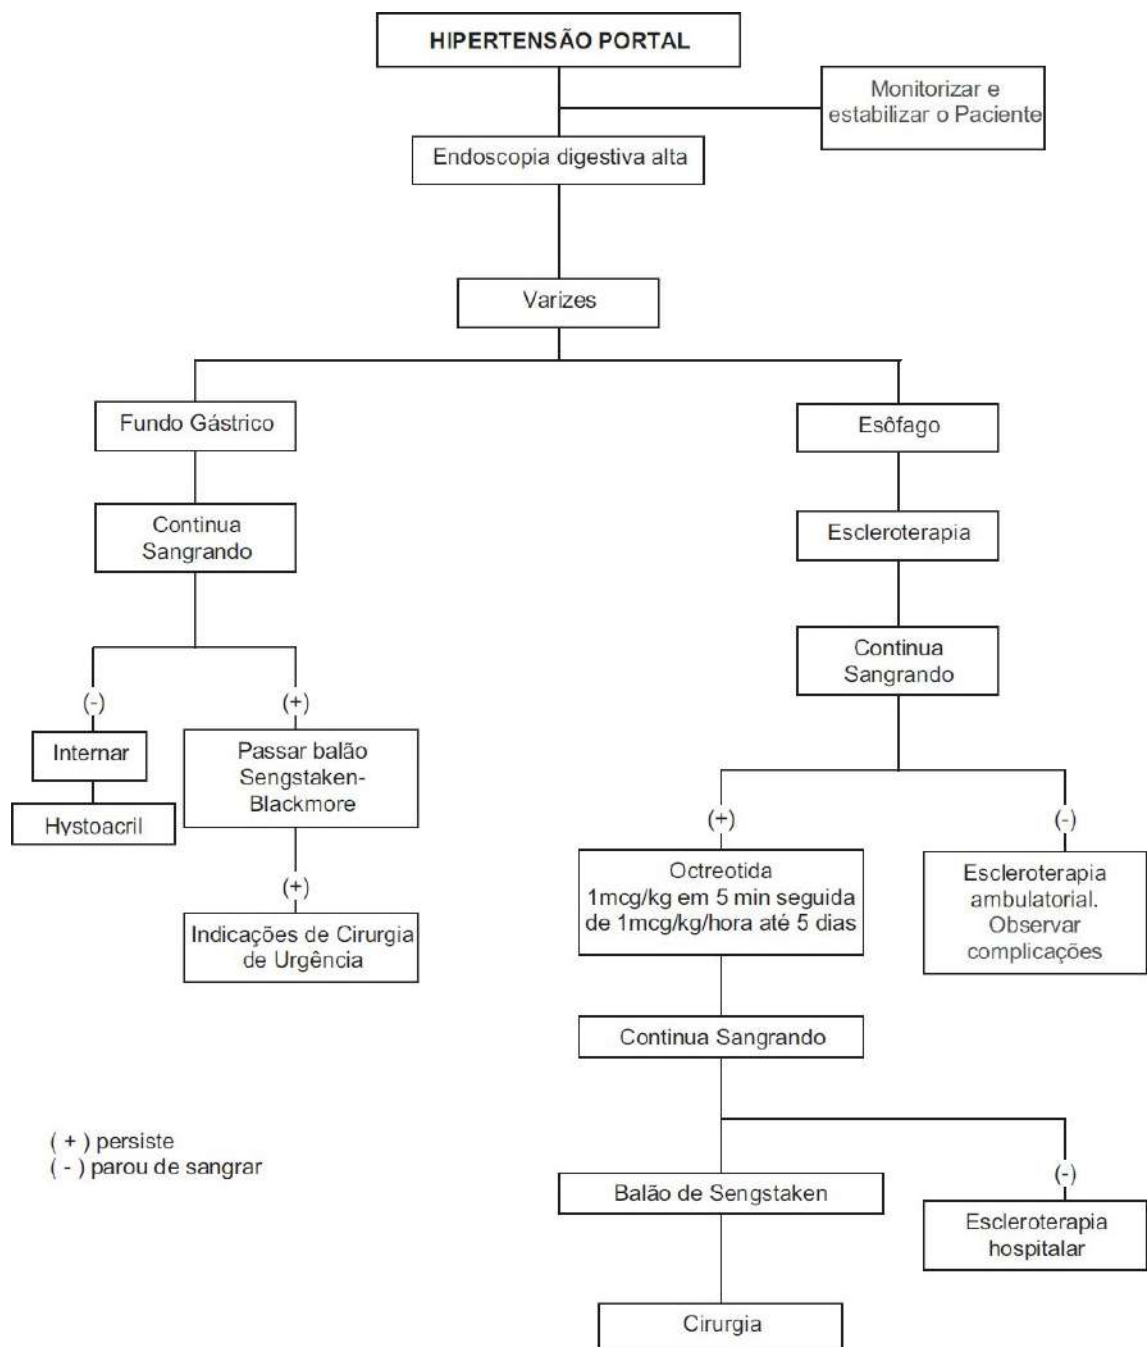 HIPERTENSÃO PORTAL
Monitorizar e
estabilizar o Paciente
Endoscopia digestiva alta
Varizes
Fundo Gástrico
Continua
Sangrando
(-)
(+)
Internar
Hystoacril
Passar balão
Sengstaken-
Blackmore
(+)
Indicações de Cirurgia
de Urgência
Esôfago
Escleroterapia
Continua
Sangrando
(+)
(-)
Octreotida
1mcg/kg em 5 min seguida
de 1mcg/kg/hora até 5 dias
Escleroterapia
ambulatorial.
Observar
complicações
Continua Sangrando
(-)
Balão de Sengstaken
Escleroterapia
hospitalar
Cirurgia
( + ) persiste
( - ) parou de sangrar